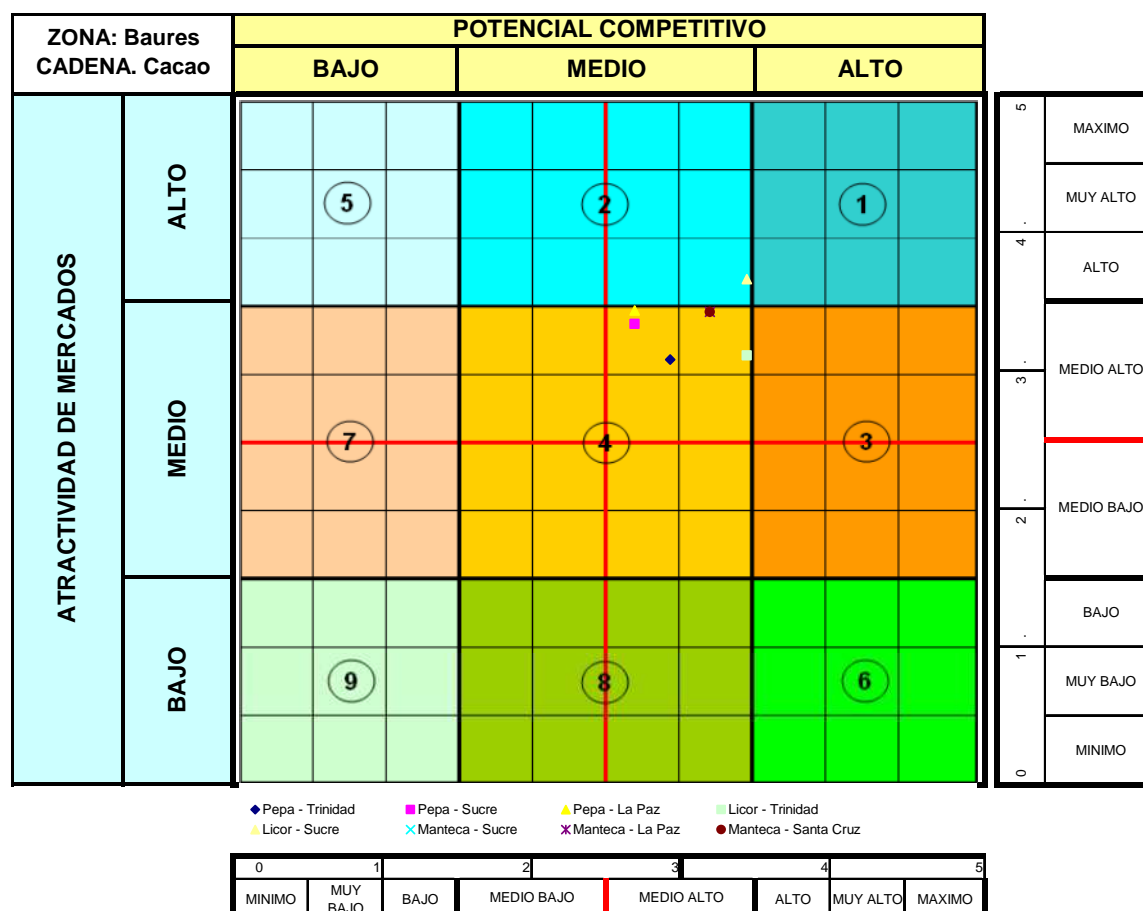 ZONA: Baures
CADENA. Cacao
POTENCIAL COMPETITIVO
BAJO MEDIO ALTO
ATRACTIVIDAD DE MERCADOS
ALTO
MEDIO
BAJO
5 2 1
7 4 3
9 8 6
5
4
3
2
1
0
MAXIMO
MUY ALTO
ALTO
MEDIO ALTO
MEDIO BAJO
BAJO
MUY BAJO
MINIMO
Pepa - Trinidad Pepa - Sucre Pepa - La Paz Licor - Trinidad
Licor - Sucre Manteca - Sucre Manteca - La Paz Manteca - Santa Cruz
0 1 2 3 4 5
MINIMO MUY BAJO BAJO MEDIO BAJO MEDIO ALTO ALTO MUY ALTO MAXIMO